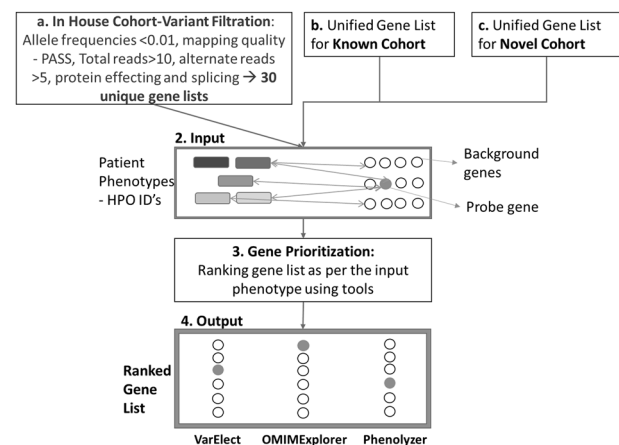 a. In House Cohort-Variant Filtration:
Allele frequencies <0.01, mapping quality
- PASS, Total reads>10, alternate reads
>5, protein effecting and splicing → 30
unique gene lists
b. Unified Gene List
for Known Cohort
c. Unified Gene List
for Novel Cohort
2. Input
Patient
Phenotypes
- HPO ID's
Background
genes
Probe gene
3. Gene Prioritization:
Ranking gene list as per the input
phenotype using tools
4. Output
Ranked
Gene
List
VarElect OMIMExplorer Phenolyzer